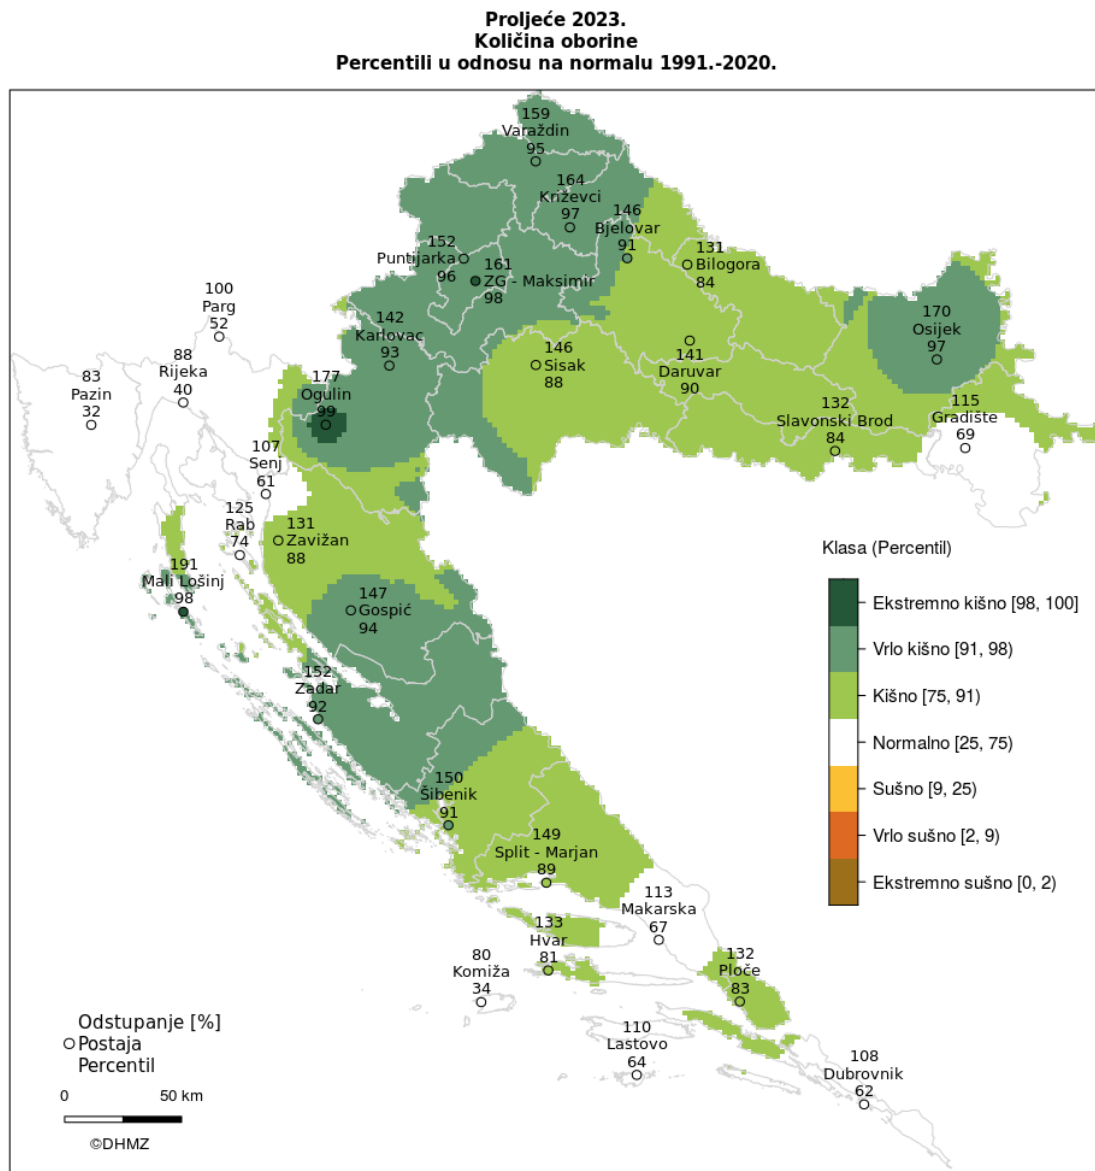 Proljeće 2023.
Količina oborine
Percentili u odnosu na normalu 1991.-2020.
159
Varaždin
95
164
Križevci
97
146
Bjelovar
91
152
Puntijarka
96
161
ZG - Maksimir
98
131
Bilogora
84
100
Parg
52
142
Karlovac
93
170
Osijek
97
88
Rijeka
40
146
Sisak
88
141
Daruvar
90
83
Pazin
32
177
Ogulin
99
132
Slavonski Brod
84
115
Gradište
69
107
Senj
61
125
Rab
74
131
Zavižan
88
191
Mali Lošinj
98
147
Gospić
94
152
Zadar
92
150
Šibenik
91
149
Split - Marjan
89
113
Makarska
67
133
Hvar
81
80
Komiža
34
132
Ploče
83
110
Lastovo
64
108
Dubrovnik
62
Klasa (Percentil)
Ekstremno kišno [98, 100]
Vrlo kišno [91, 98)
Kišno [75, 91)
Normalno [25, 75)
Sušno [9, 25)
Vrlo sušno [2, 9)
Ekstremno sušno [0, 2)
Odstupanje [%]
Postaja
Percentil
0 50 km
©DHMZ